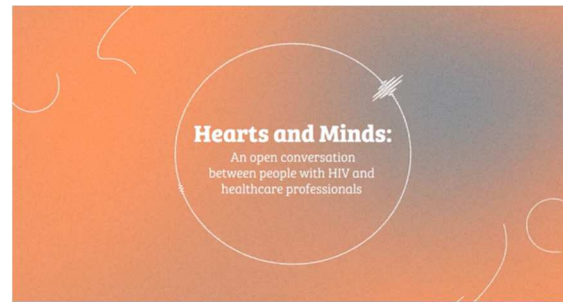 Hearts and Minds:
An open conversation
between people with HIV and
healthcare professionals